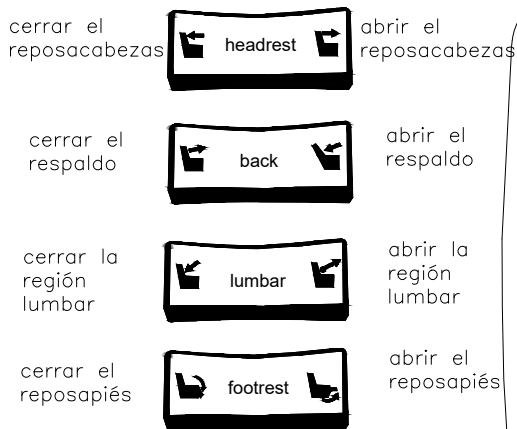 cerrar el
reposacabezas
headrest
abrir el
reposacabezas
cerrar el
respaldo
back
abrir el
respaldo
cerrar la
región
lumbar
lumbar
abrir la
región
lumbar
cerrar el
reposapiés
footrest
abrir el
reposapiés